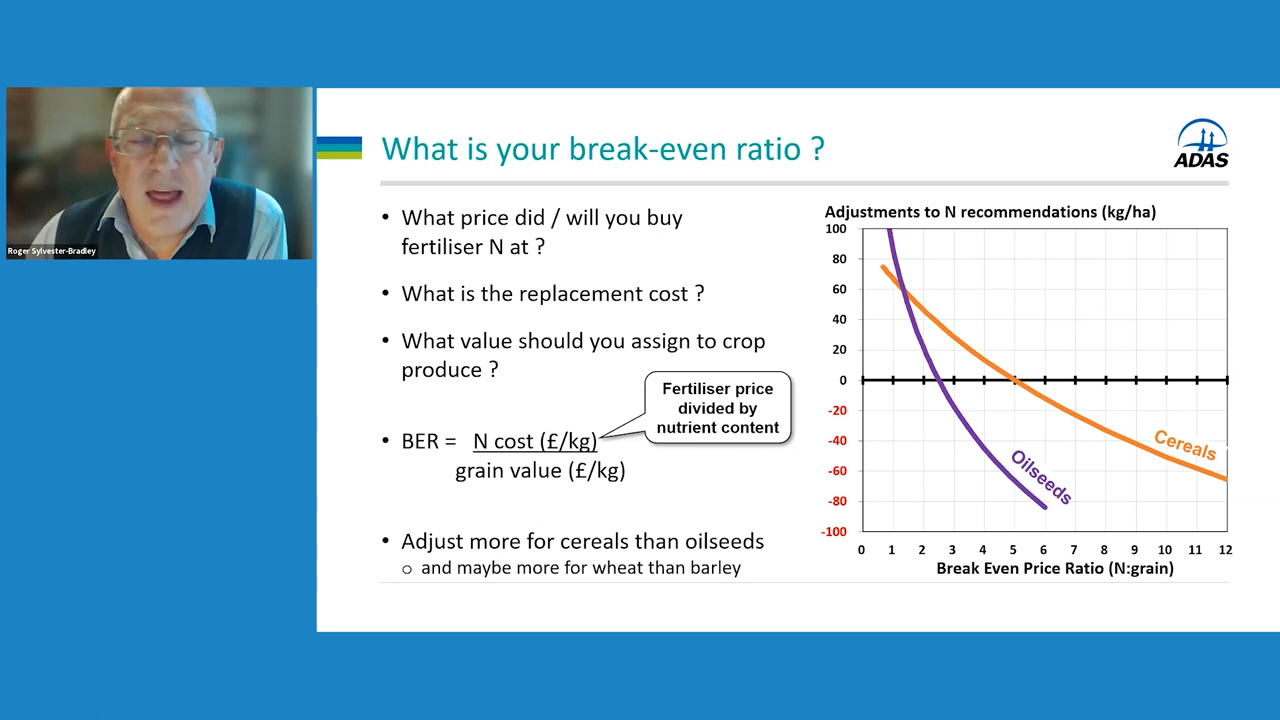 Roger Sylvester-Bradley
What is your break-even ratio ?
ADAS
• What price did / will you buy
fertiliser N at ?
• What is the replacement cost ?
• What value should you assign to crop
produce ?
Fertiliser price
divided by
nutrient content
• BER = N cost (£/kg)
grain value (£/kg)
• Adjust more for cereals than oilseeds
o and maybe more for wheat than barley
Adjustments to N recommendations (kg/ha)
100
80
60
40
20
0
-20
-40
-60
-80
-100
Cereals
Oilseeds
0 1 2 3 4 5 6 7 8 9 10 11 12
Break Even Price Ratio (N:grain)